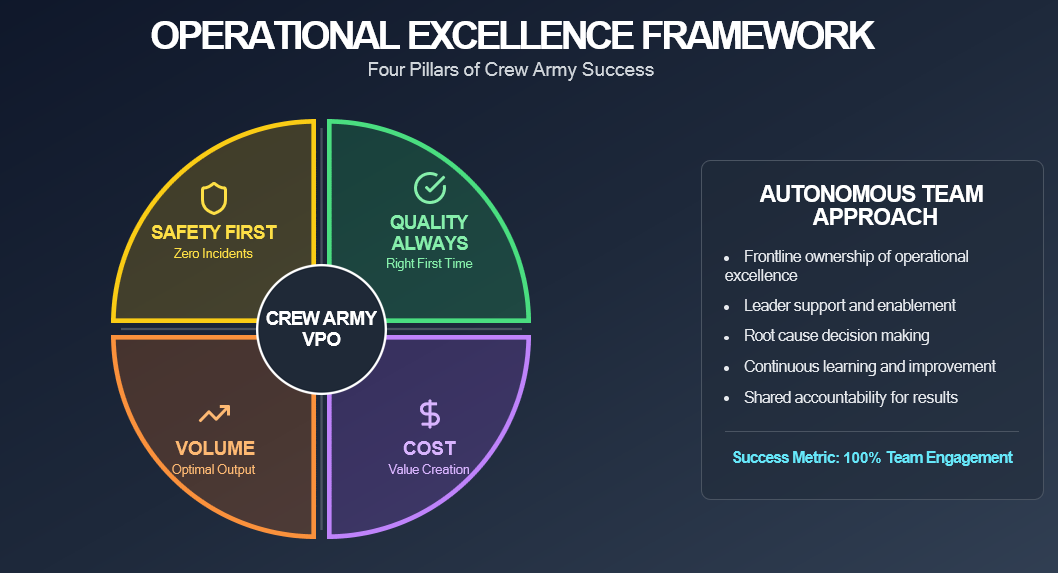 OPERATIONAL EXCELLENCE FRAMEWORK
Four Pillars of Crew Army Success
SAFETY FIRST
Zero Incidents
QUALITY
ALWAYS
Right First Time
CREW ARMY
VPO
VOLUME
Optimal Output
COST
Value Creation
AUTONOMOUS TEAM
APPROACH
• Frontline ownership of operational
excellence
• Leader support and enablement
• Root cause decision making
• Continuous learning and improvement
• Shared accountability for results
Success Metric: 100% Team Engagement